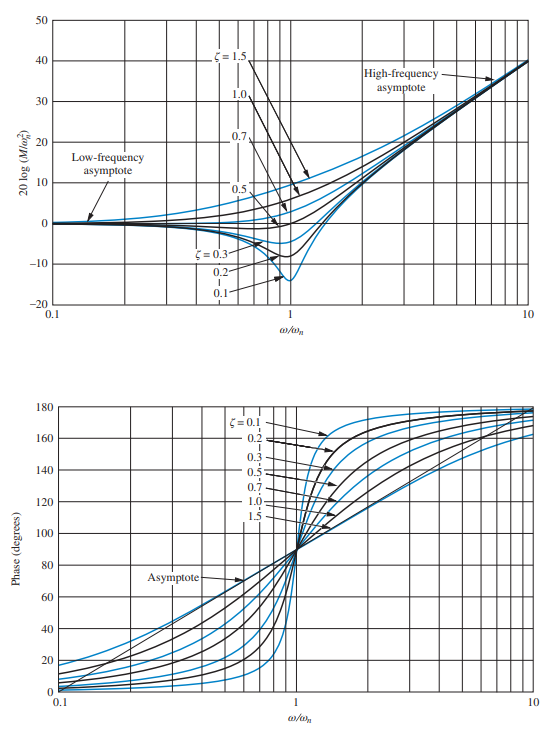 50
40
30
20
10
0
–10
–20
20 log (M/ω²ₙ)
ζ = 1.5
1.0
0.7
0.5
ζ = 0.3
0.2
0.1
High-frequency
asymptote
Low-frequency
asymptote
0.1
1
10
ω/ωₙ
180
160
140
120
100
80
60
40
20
0
Phase (degrees)
ζ = 0.1
0.2
0.3
0.5
0.7
1.0
1.5
Asymptote
0.1
1
10
ω/ωₙ